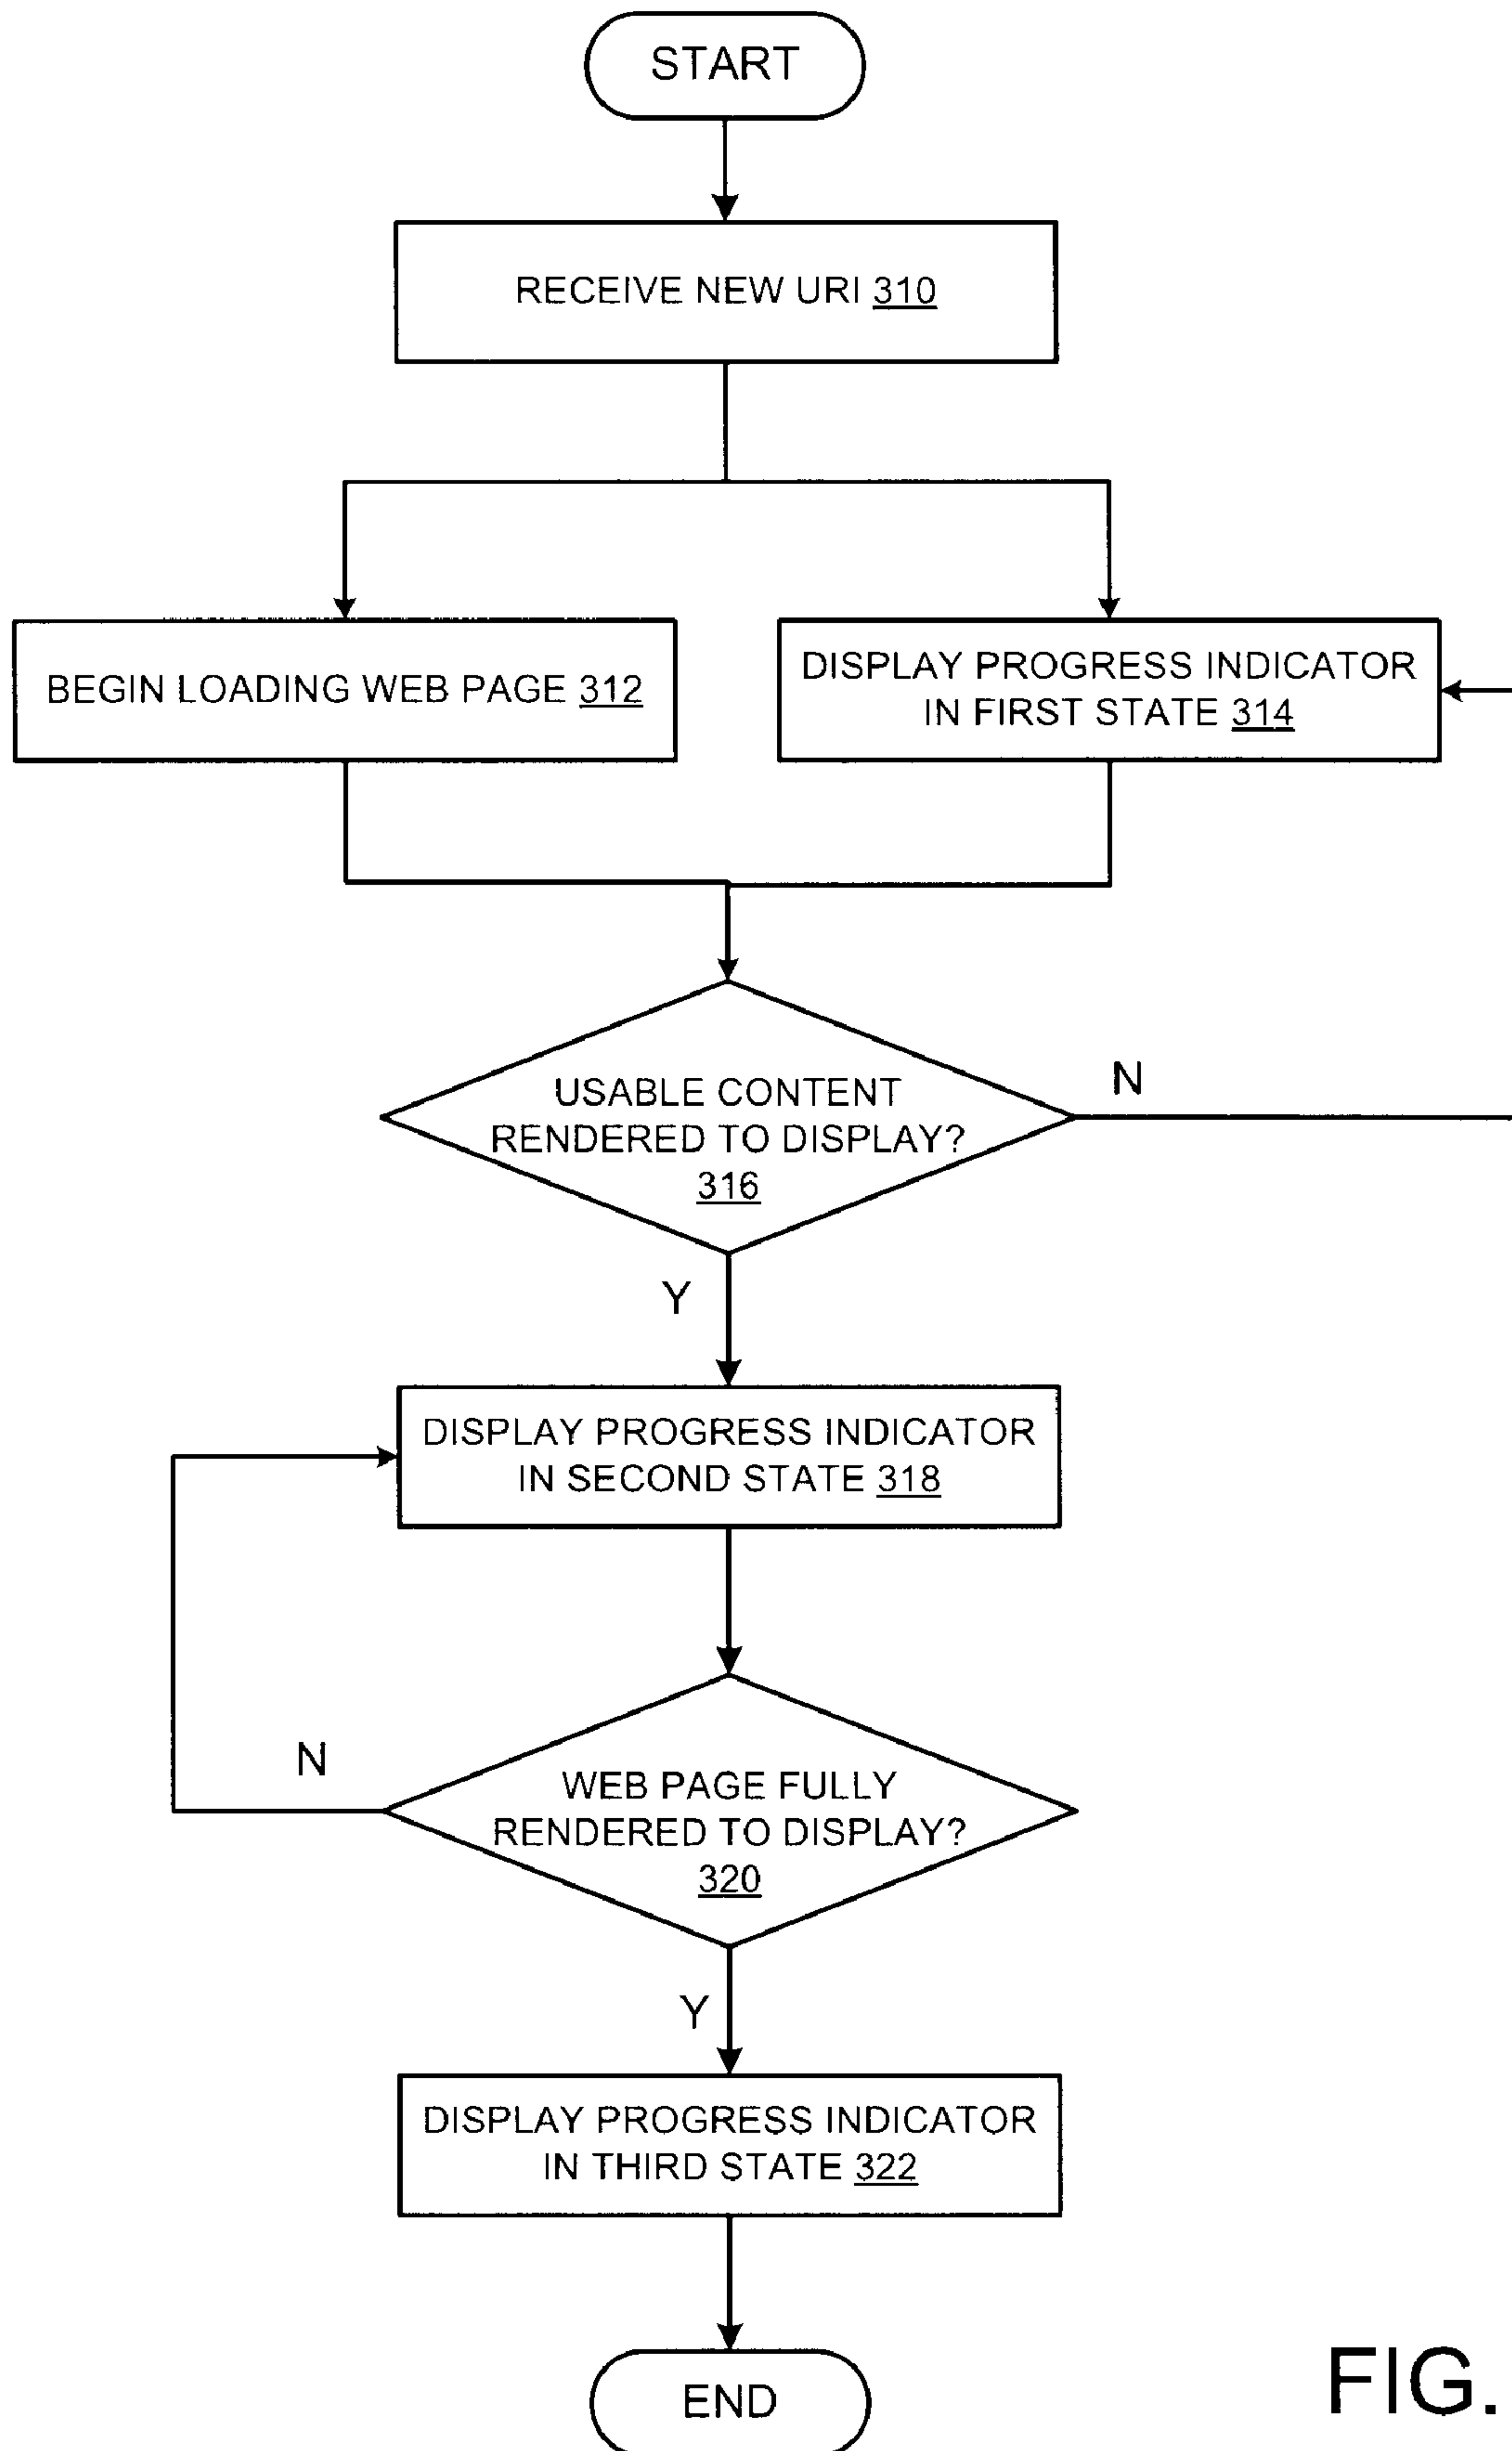 START
RECEIVE NEW URI 310
BEGIN LOADING WEB PAGE 312
DISPLAY PROGRESS INDICATOR
IN FIRST STATE 314
USABLE CONTENT
RENDERED TO DISPLAY?
316
N
Y
DISPLAY PROGRESS INDICATOR
IN SECOND STATE 318
WEB PAGE FULLY
RENDERED TO DISPLAY?
320
N
Y
DISPLAY PROGRESS INDICATOR
IN THIRD STATE 322
END
FIG.